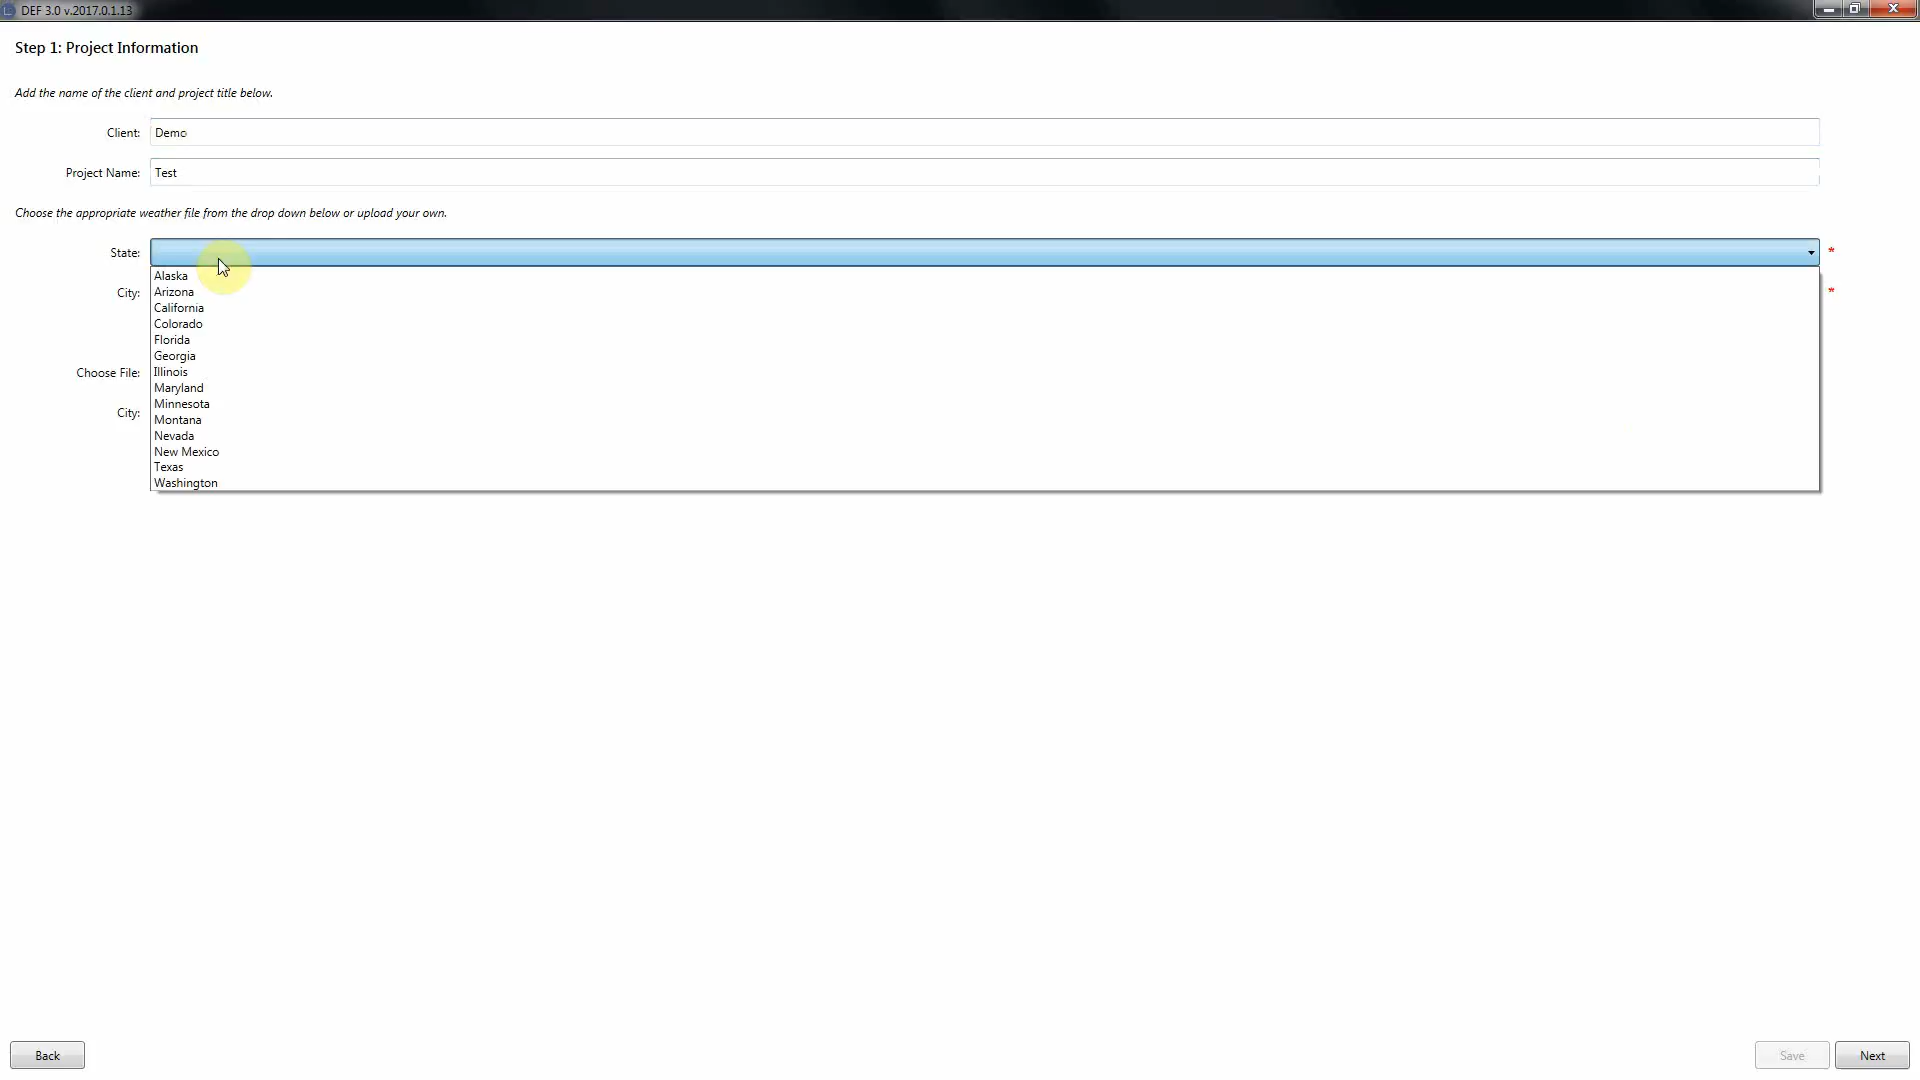 DEF 3.0 v.2017.0.1.13
Step 1: Project Information
Add the name of the client and project title below.
Client: Demo
Project Name: Test
Choose the appropriate weather file from the drop down below or upload your own.
State: *
Alaska
City: *
Arizona
California
Colorado
Florida
Georgia
Illinois
Choose File:
Maryland
Minnesota
City:
Montana
Nevada
New Mexico
Texas
Washington
Back Save Next